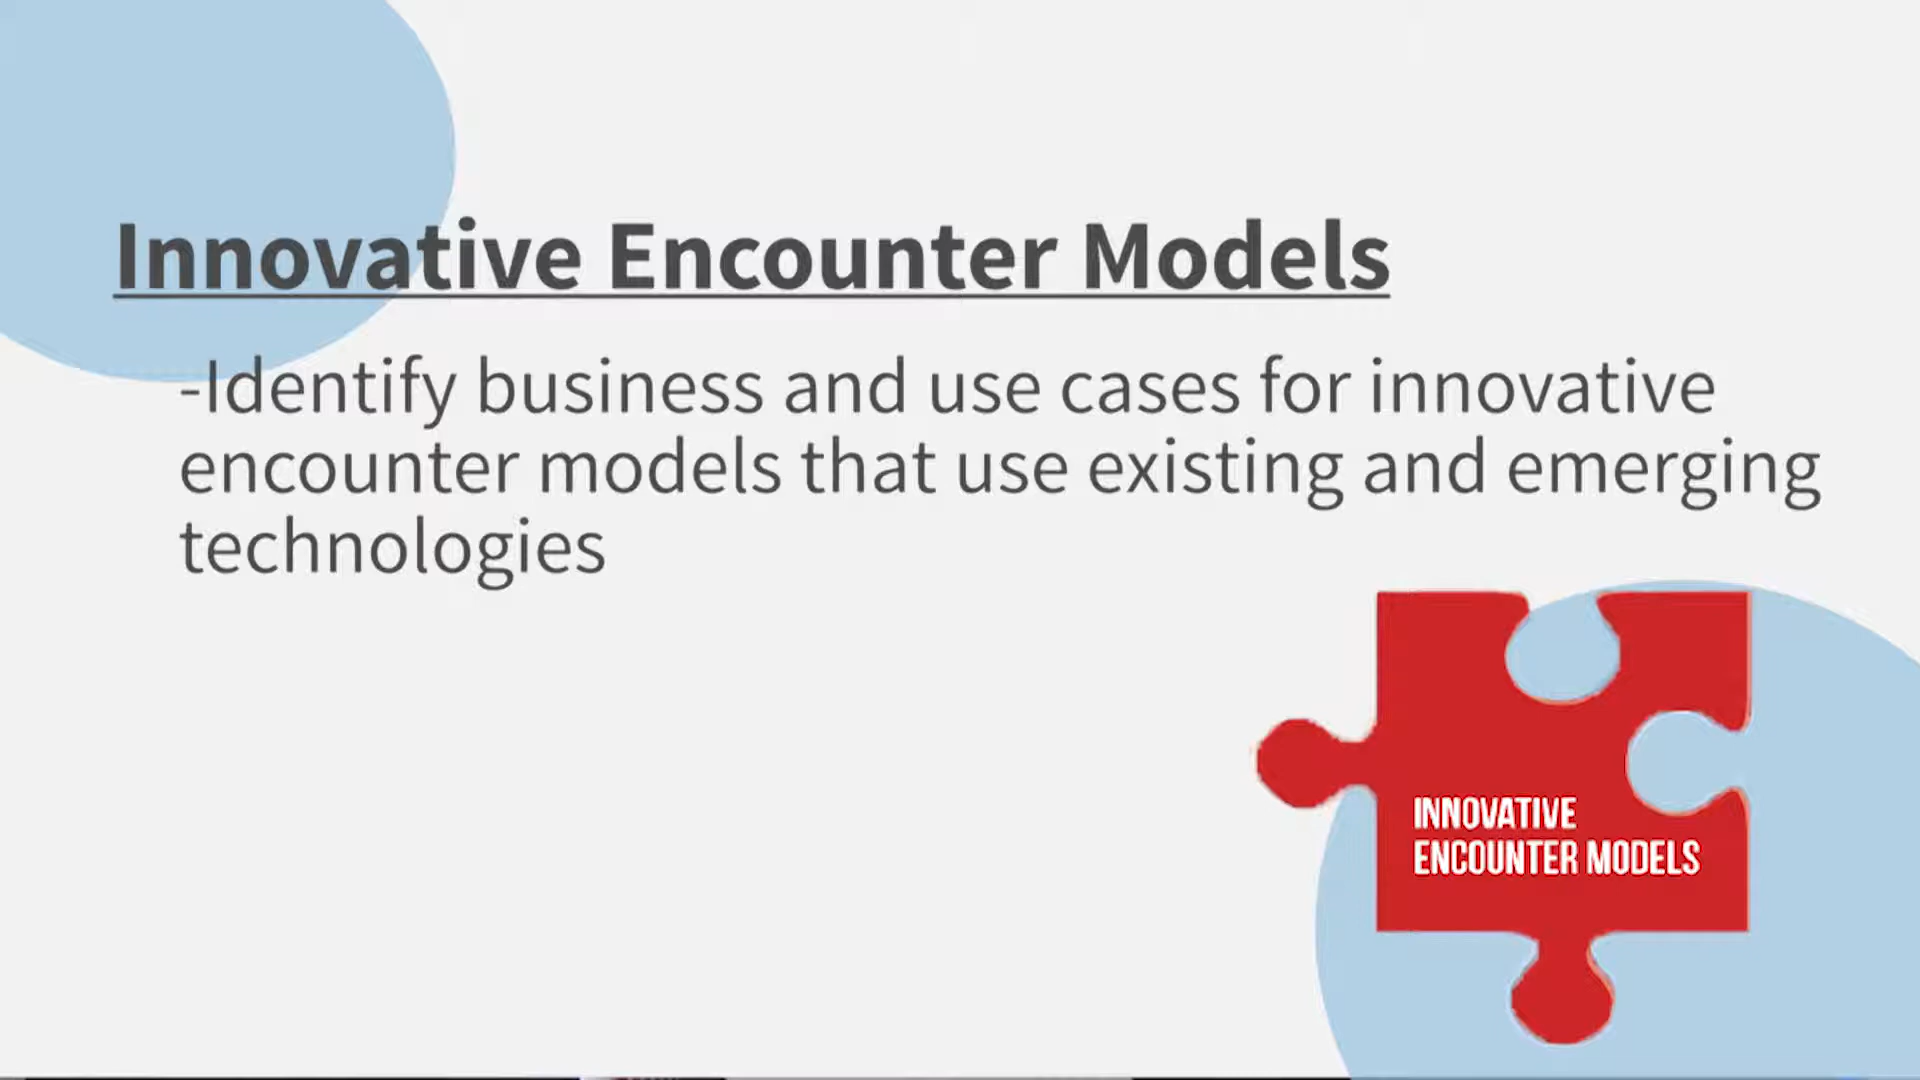 Innovative Encounter Models
-Identify business and use cases for innovative
encounter models that use existing and emerging
technologies
INNOVATIVE
ENCOUNTER MODELS